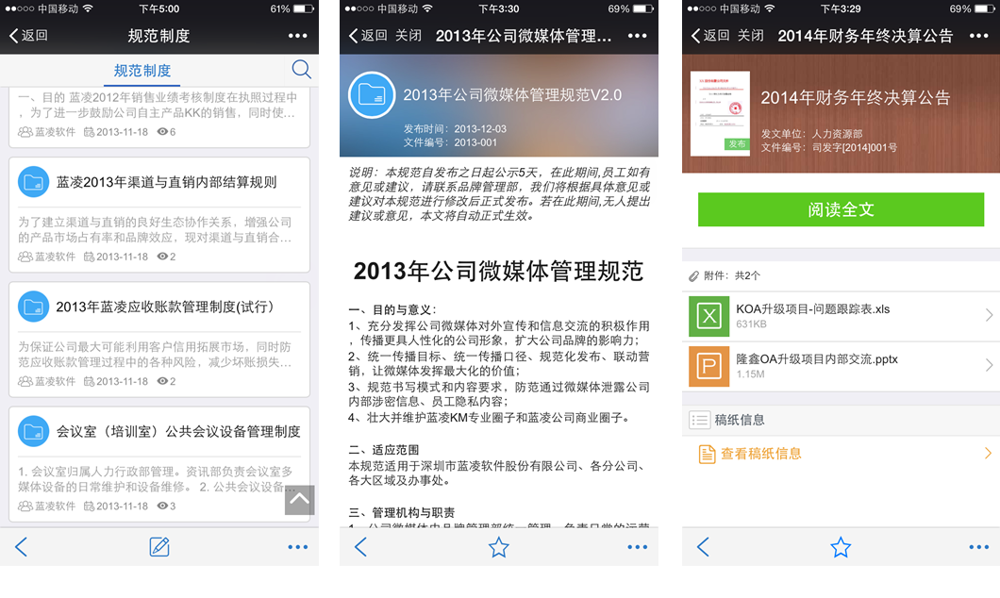 中国移动 下午5:00 61%
返回 规范制度
规范制度
一、目的 蓝凌2012年销售业绩考核制度在执照过程中
，为了进一步鼓励公司自主产品KK的销售，同时使…
蓝凌软件 2013-11-18 6
蓝凌2013年渠道与直销内部结算规则
为了建立渠道与直销的良好生态协作关系，增强公司
的产品市场占有率和品牌效应，现对渠道与直销合…
蓝凌软件 2013-11-18 2
2013年蓝凌应收账款管理制度(试行）
为保证公司最大可能利用客户信用拓展市场，同时防
范应收账款管理过程中的各种风险，减少坏账损失…
蓝凌软件 2013-11-18 2
会议室（培训室）公共会议设备管理制度
1. 会议室归属人力行政部管理。资讯部负责会议室多
媒体设备的日常维护和设备维修。 2. 公共会议设备…
蓝凌软件 2013-11-18 3
中国移动 下午3:30 69%
返回 关闭 2013年公司微媒体管理...
2013年公司微媒体管理规范V2.0
发布时间：2013-12-03
文件编号：2013-001
说明：本规范自发布之日起公示5天，在此期间,员工如有
意见或建议，请联系品牌管理部，我们将根据具体意见或
建议对本规范进行修改后正式发布。若在此期间,无人提出
建议或意见，本文将自动正式生效。
2013年公司微媒体管理规范
一、目的与意义：
1、充分发挥公司微媒体对外宣传和信息交流的积极作用
，传播更具人性化的公司形象，扩大公司品牌的影响力；
2、统一传播目标、统一传播口径、规范化发布、联动营
销，让微媒体发挥最大化的价值；
3、规范书写模式和内容要求，防范通过微媒体泄露公司
内部涉密信息、员工隐私内容；
4、壮大并维护蓝凌KM专业圈子和蓝凌公司商业圈子。
二、适应范围
本规范适用于深圳市蓝凌软件股份有限公司、各分公司、
各大区域及办事处。
三、管理机构与职责
1、公司微媒体由品牌管理部统一管理，负责日常的运营
中国移动 下午3:29 69%
返回 关闭 2014年财务年终决算公告
2014年财务年终决算公告
发布
发文单位：人力资源部
文件编号：司发字[2014]001号
阅读全文
附件：共2个
KOA升级项目-问题跟踪表.xls
631KB
隆鑫OA升级项目内部交流.pptx
1.15M
稿纸信息
查看稿纸信息